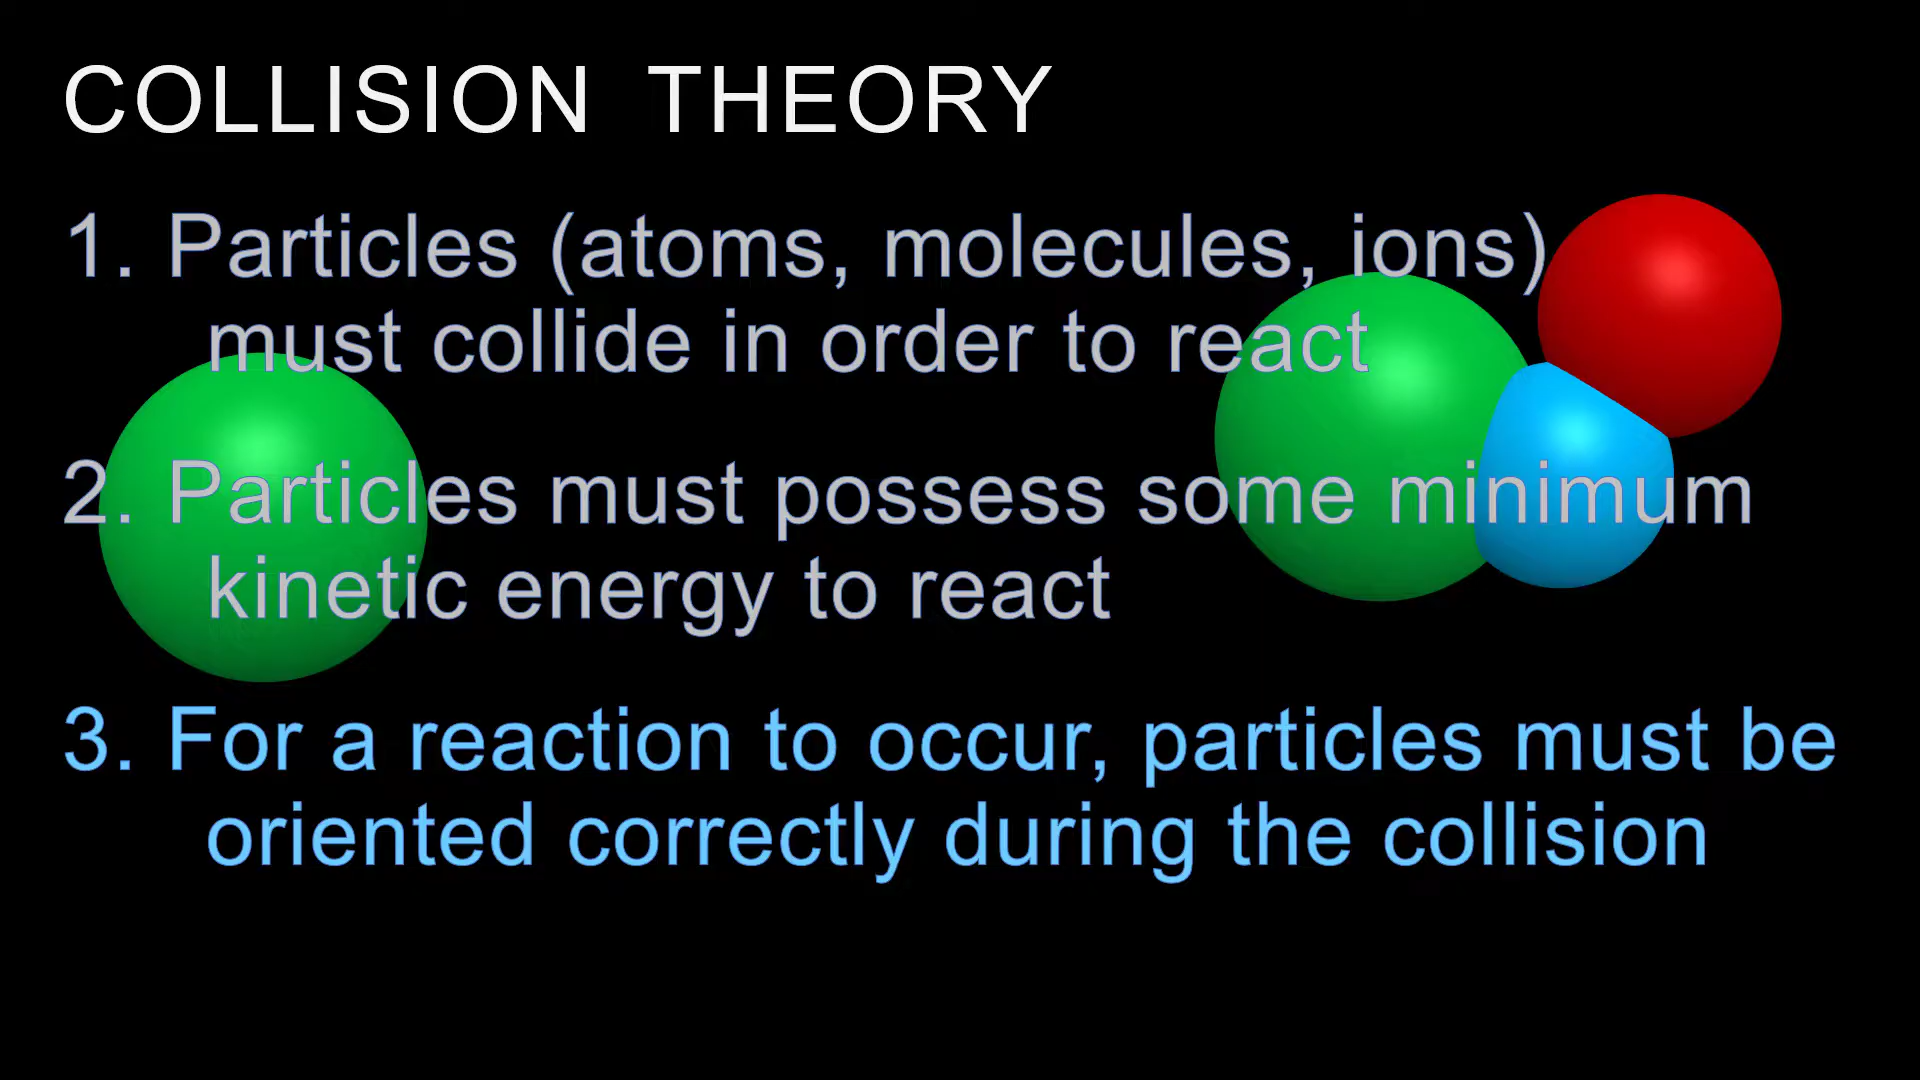 COLLISION THEORY
1. Particles (atoms, molecules, ions)
must collide in order to react
2. Particles must possess some minimum
kinetic energy to react
3. For a reaction to occur, particles must be
oriented correctly during the collision